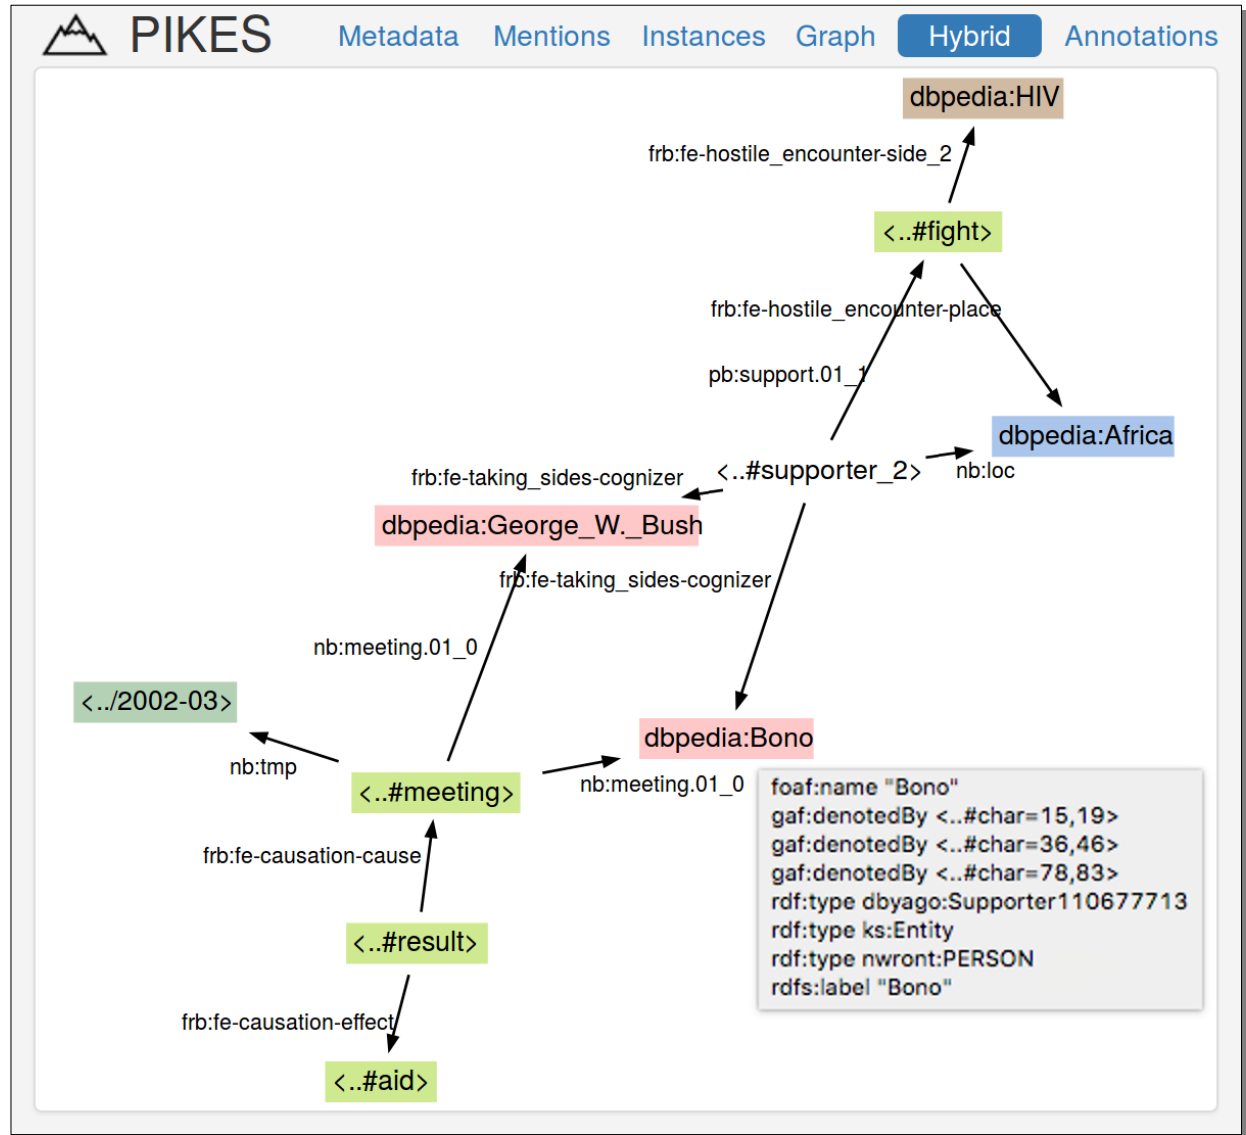 PIKES Metadata Mentions Instances Graph Hybrid Annotations
dbpedia:HIV
frb:fe-hostile_encounter-side_2
<..#fight>
frb:fe-hostile_encounter-place
pb:support.01_1
dbpedia:Africa
<..#supporter_2>
nb:loc
frb:fe-taking_sides-cognizer
dbpedia:George_W._Bush
frb:fe-taking_sides-cognizer
nb:meeting.01_0
<../2002-03>
dbpedia:Bono
nb:tmp
<..#meeting>
nb:meeting.01_0
foaf:name "Bono"
gaf:denotedBy <..#char=15,19>
gaf:denotedBy <..#char=36,46>
gaf:denotedBy <..#char=78,83>
rdf:type dbyago:Supporter110677713
rdf:type ks:Entity
rdf:type nwront:PERSON
rdfs:label "Bono"
frb:fe-causation-cause
<..#result>
frb:fe-causation-effect
<..#aid>